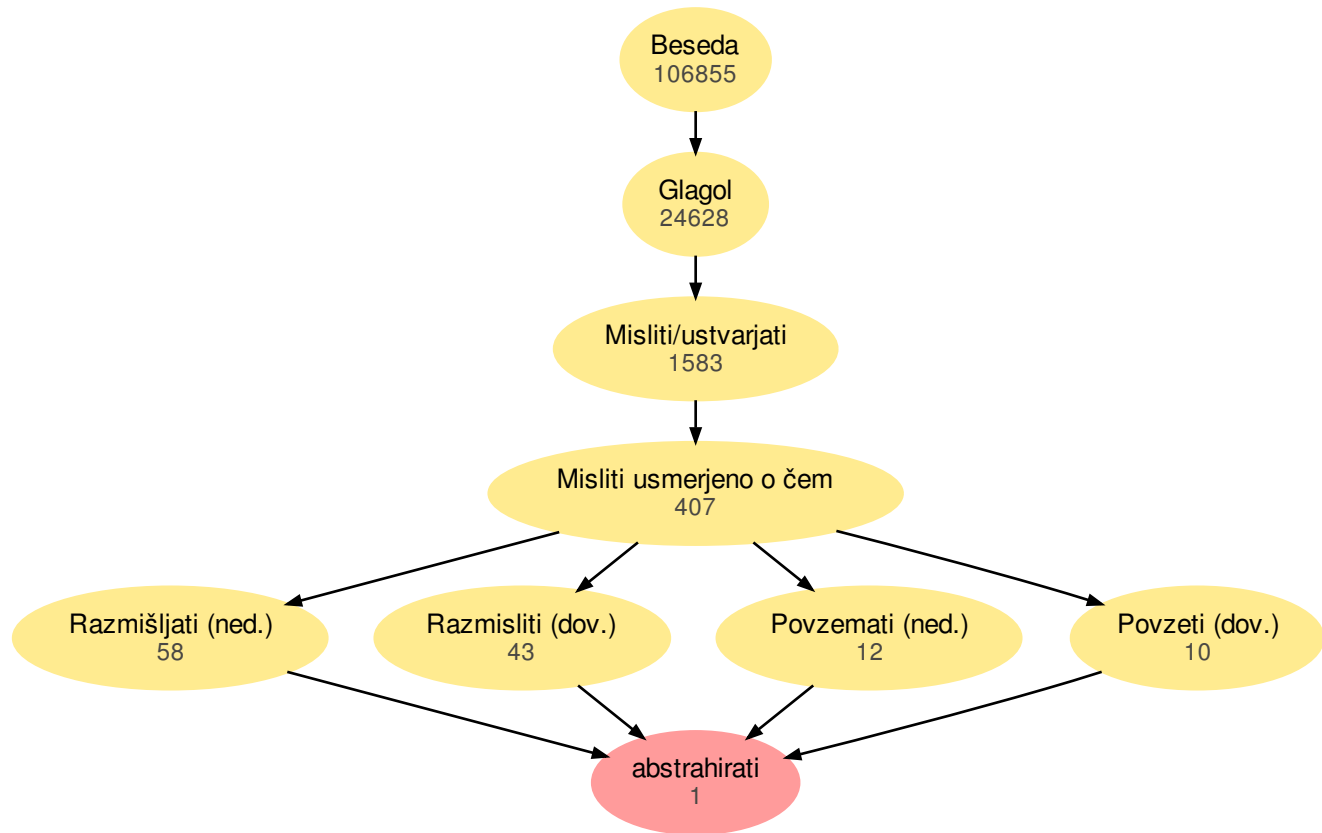 Beseda
106855
Glagol
24628
Misliti/ustvarjati
1583
Misliti usmerjeno o čem
407
Razmišljati (ned.)
58
Razmisliti (dov.)
43
Povzemati (ned.)
12
Povzeti (dov.)
10
abstrahirati
1